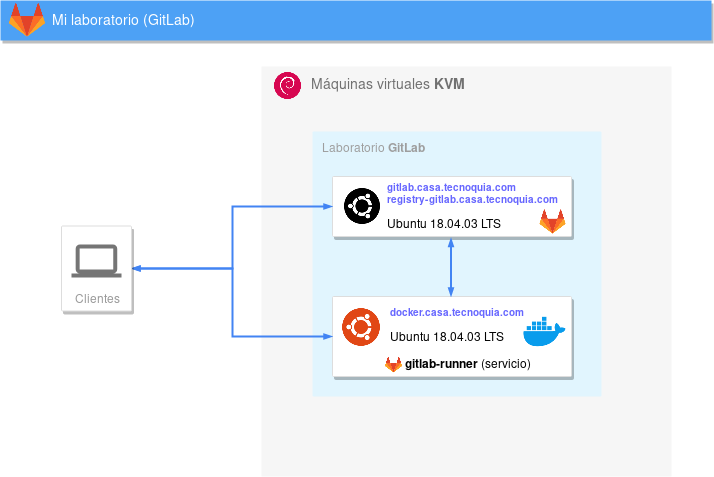 Mi laboratorio (GitLab)
Máquinas virtuales KVM
Laboratorio GitLab
gitlab.casa.tecnoquia.com
registry-gitlab.casa.tecnoquia.com
Ubuntu 18.04.03 LTS
Clientes
docker.casa.tecnoquia.com
Ubuntu 18.04.03 LTS
gitlab-runner (servicio)